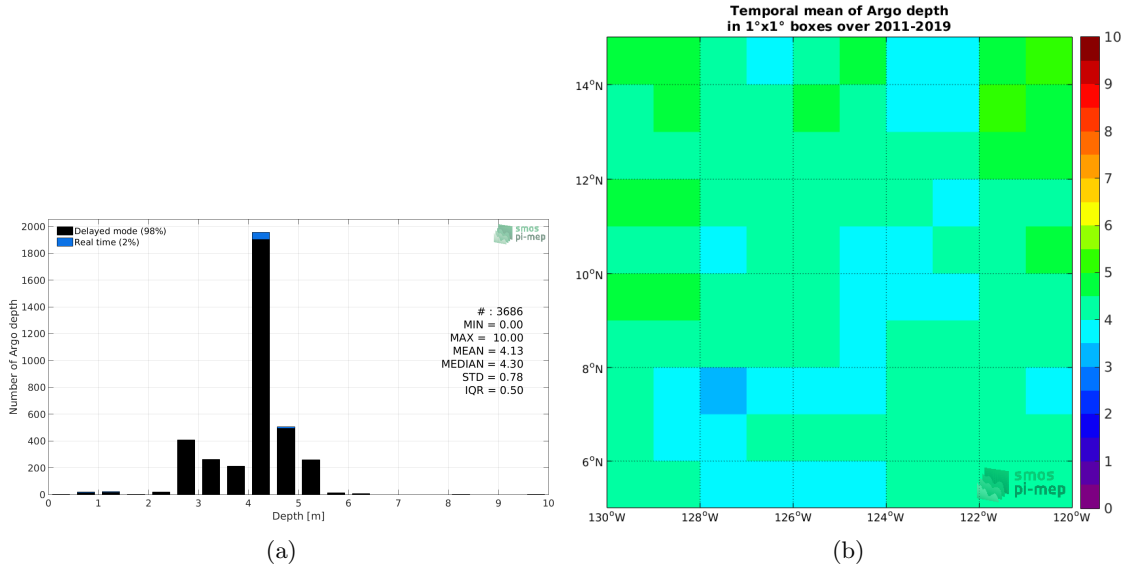 Delayed mode (98%)
Real time (2%)
smos
pi-mep
# : 3686
MIN = 0.00
MAX = 10.00
MEAN = 4.13
MEDIAN = 4.30
STD = 0.78
IQR = 0.50
Number of Argo depth
2000
1800
1600
1400
1200
1000
800
600
400
200
0
0 1 2 3 4 5 6 7 8 9 10
Depth [m]
(a)
Temporal mean of Argo depth
in 1°x1° boxes over 2011-2019
14°N
12°N
10°N
8°N
6°N
130°W 128°W 126°W 124°W 122°W 120°W
smos
pi-mep
10
9
8
7
6
5
4
3
2
1
0
(b)